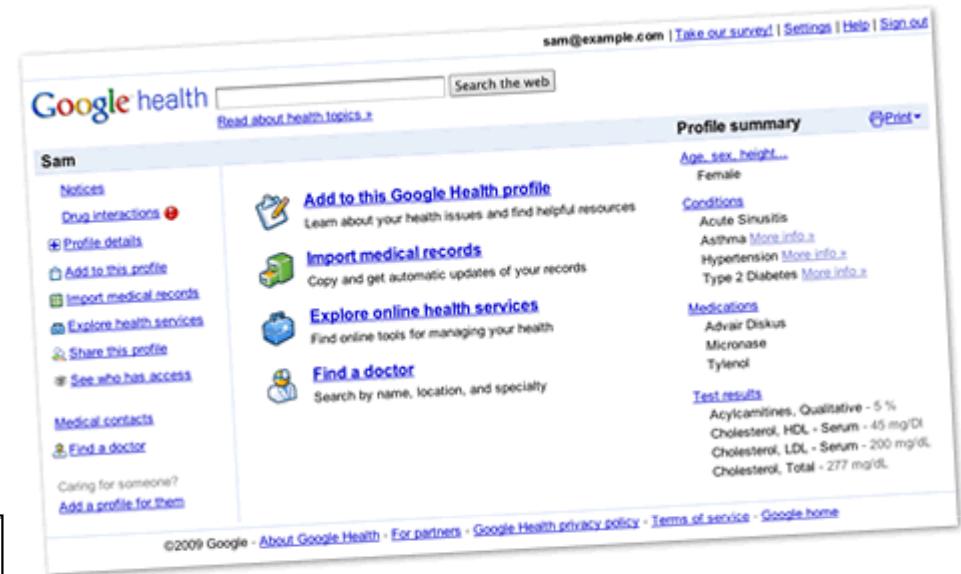 sam@example.com | Take our survey! | Settings | Help | Sign out
Google health
Search the web
Read about health topics »
Sam
Notices
Drug interactions
Profile details
Add to this profile
Import medical records
Explore health services
Share this profile
See who has access
Medical contacts
Find a doctor
Caring for someone?
Add a profile for them
Add to this Google Health profile
Learn about your health issues and find helpful resources
Import medical records
Copy and get automatic updates of your records
Explore online health services
Find online tools for managing your health
Find a doctor
Search by name, location, and specialty
Profile summary
Print
Age, sex, height...
Female
Conditions
Acute Sinusitis
Asthma More info »
Hypertension More info »
Type 2 Diabetes More info »
Medications
Advair Diskus
Micronase
Tylenol
Test results
Acylcarnitines, Qualitative - 5 %
Cholesterol, HDL - Serum - 45 mg/Dl
Cholesterol, LDL - Serum - 200 mg/dL
Cholesterol, Total - 277 mg/dL
©2009 Google - About Google Health - For partners - Google Health privacy policy - Terms of service - Google home